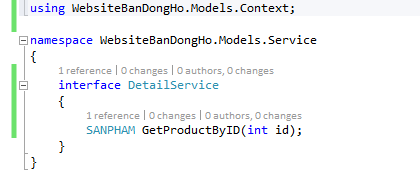 using WebsiteBanDongHo.Models.Context;
namespace WebsiteBanDongHo.Models.Service
{
1 reference | 0 changes | 0 authors, 0 changes
interface DetailService
{
1 reference | 0 changes | 0 authors, 0 changes
SANPHAM GetProductByID(int id);
}
}